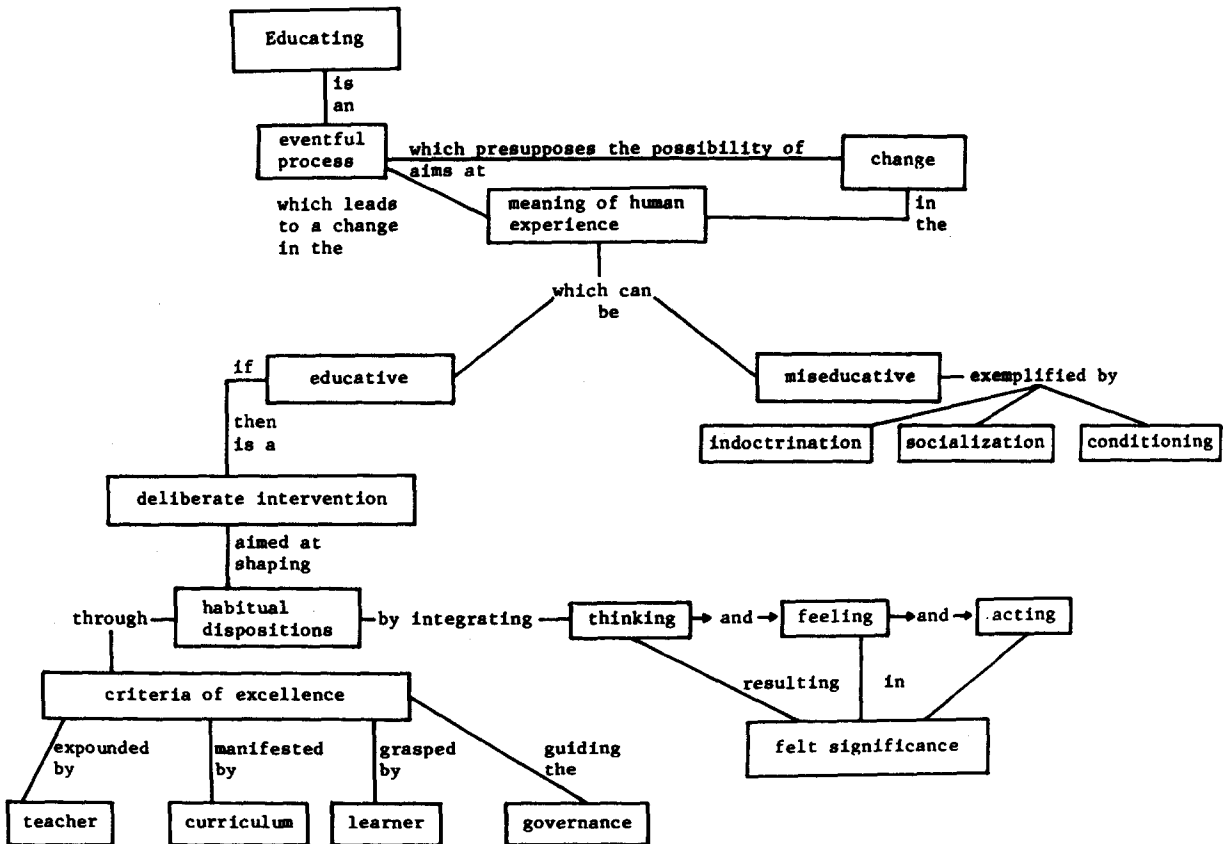 Educating
is
an
eventful
process
which presupposes the possibility of
aims at
change
which leads
to a change
in the
meaning of human
experience
in
the
which can
be
if
educative
miseducative
exemplified by
then
is a
indoctrination
socialization
conditioning
deliberate intervention
aimed at
shaping
through
habitual
dispositions
by integrating
thinking
and
feeling
and
acting
criteria of excellence
resulting
in
felt significance
expounded
by
manifested
by
grasped
by
guiding
the
teacher
curriculum
learner
governance